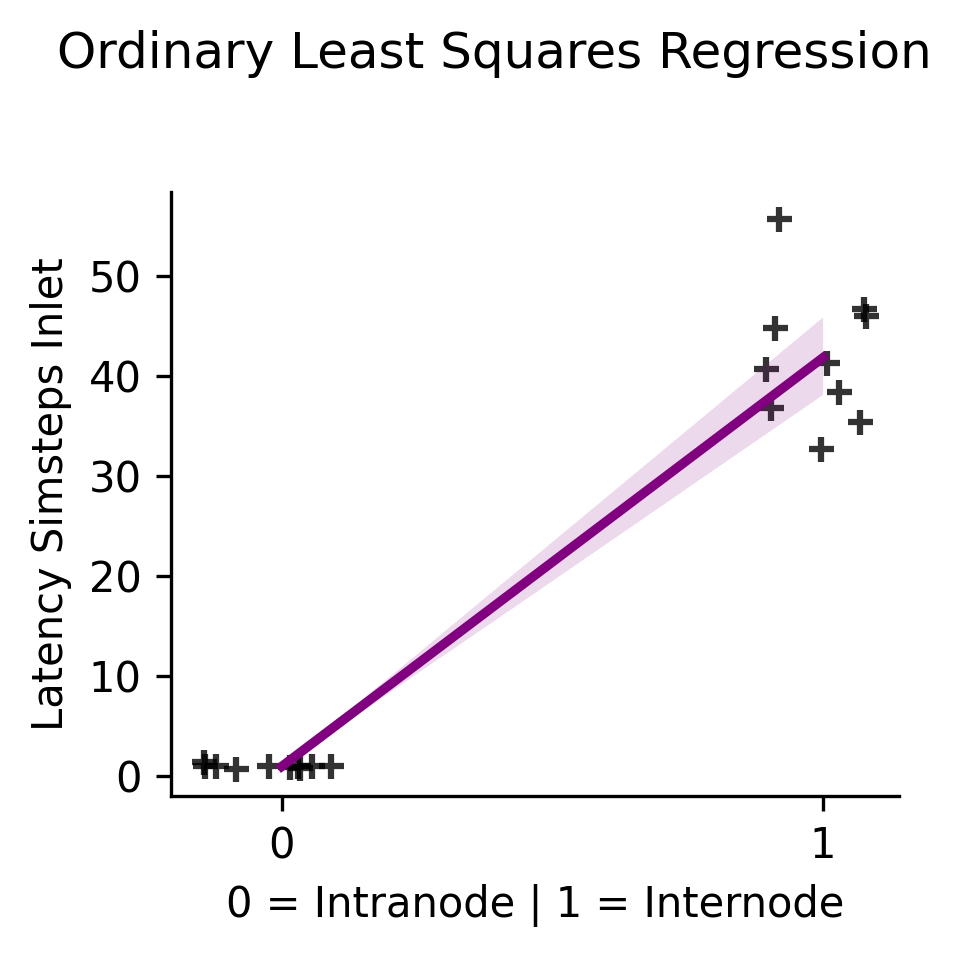 Ordinary Least Squares Regression
Latency Simsteps Inlet
50
40
30
20
10
0
0 1
0 = Intranode | 1 = Internode